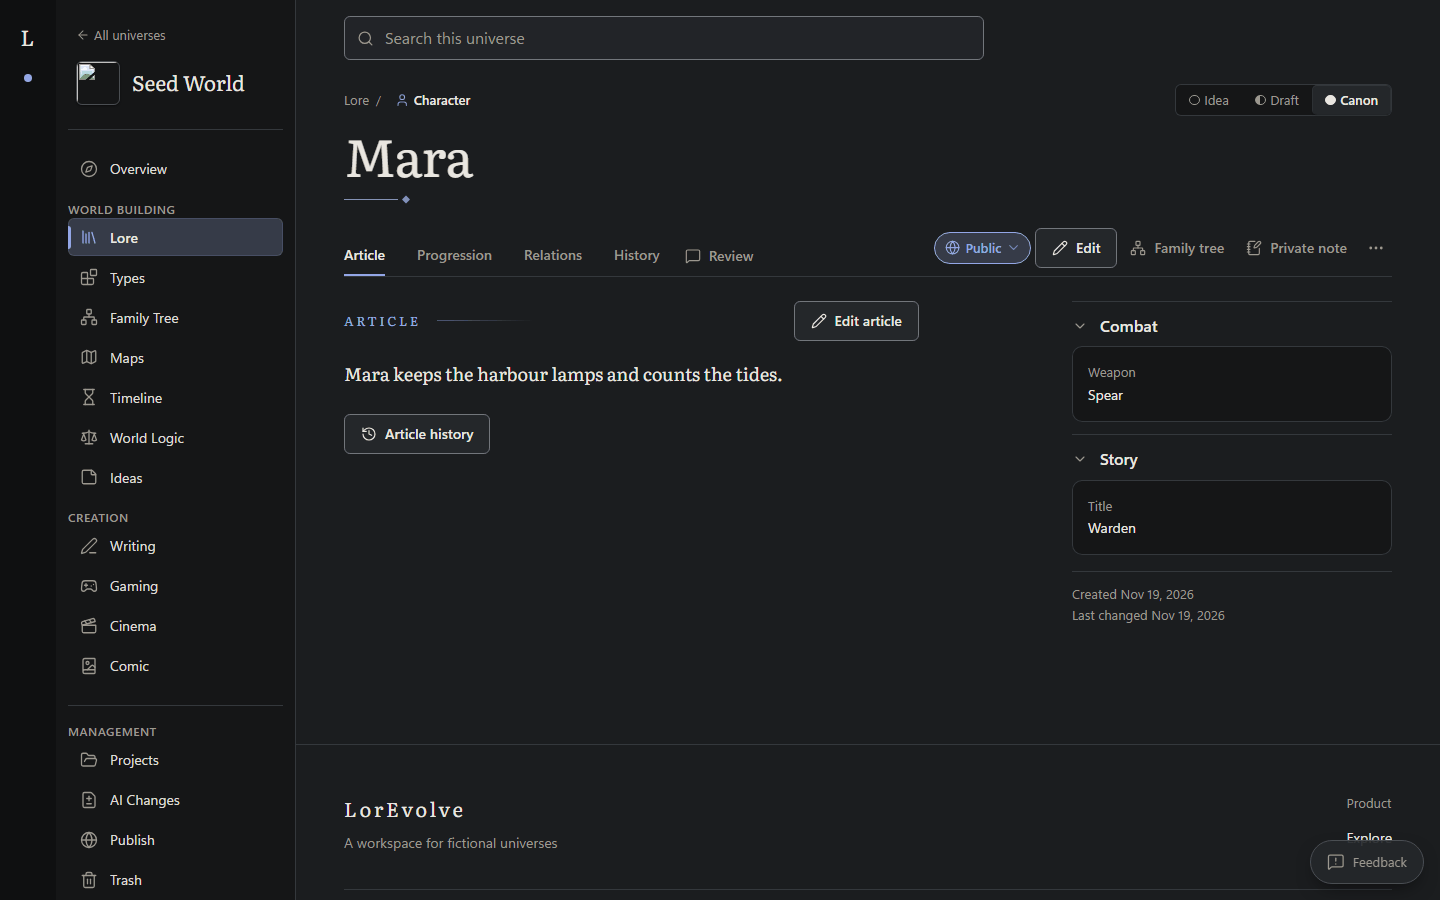 L
All universes
Seed World
Overview
WORLD BUILDING
Lore
Types
Family Tree
Maps
Timeline
World Logic
Ideas
CREATION
Writing
Gaming
Cinema
Comic
MANAGEMENT
Projects
AI Changes
Publish
Trash
Search this universe
Lore / Character
Idea Draft Canon
Mara
Article Progression Relations History Review
Public Edit Family tree Private note
ARTICLE
Edit article
Mara keeps the harbour lamps and counts the tides.
Article history
Combat
Weapon
Spear
Story
Title
Warden
Created Nov 19, 2026
Last changed Nov 19, 2026
LorEvolve
A workspace for fictional universes
Product
Explore
Feedback